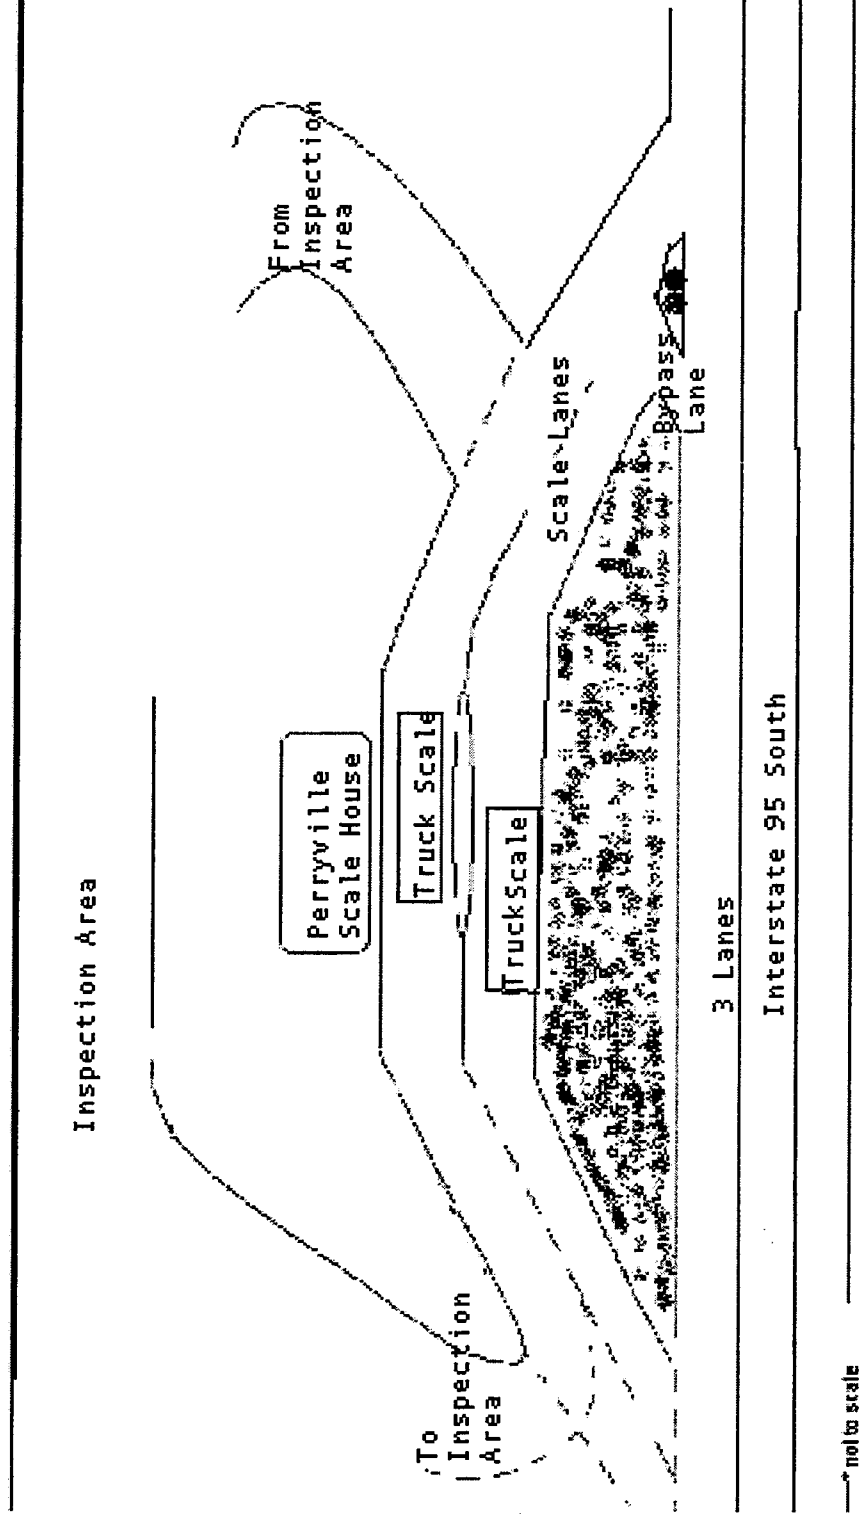 Inspection Area
From
Inspection
Area
Perryville
Scale House
Truck Scale
TruckScale
Scale Lanes
Bypass
Lane
To
Inspection
Area
3 Lanes
Interstate 95 South
* not to scale